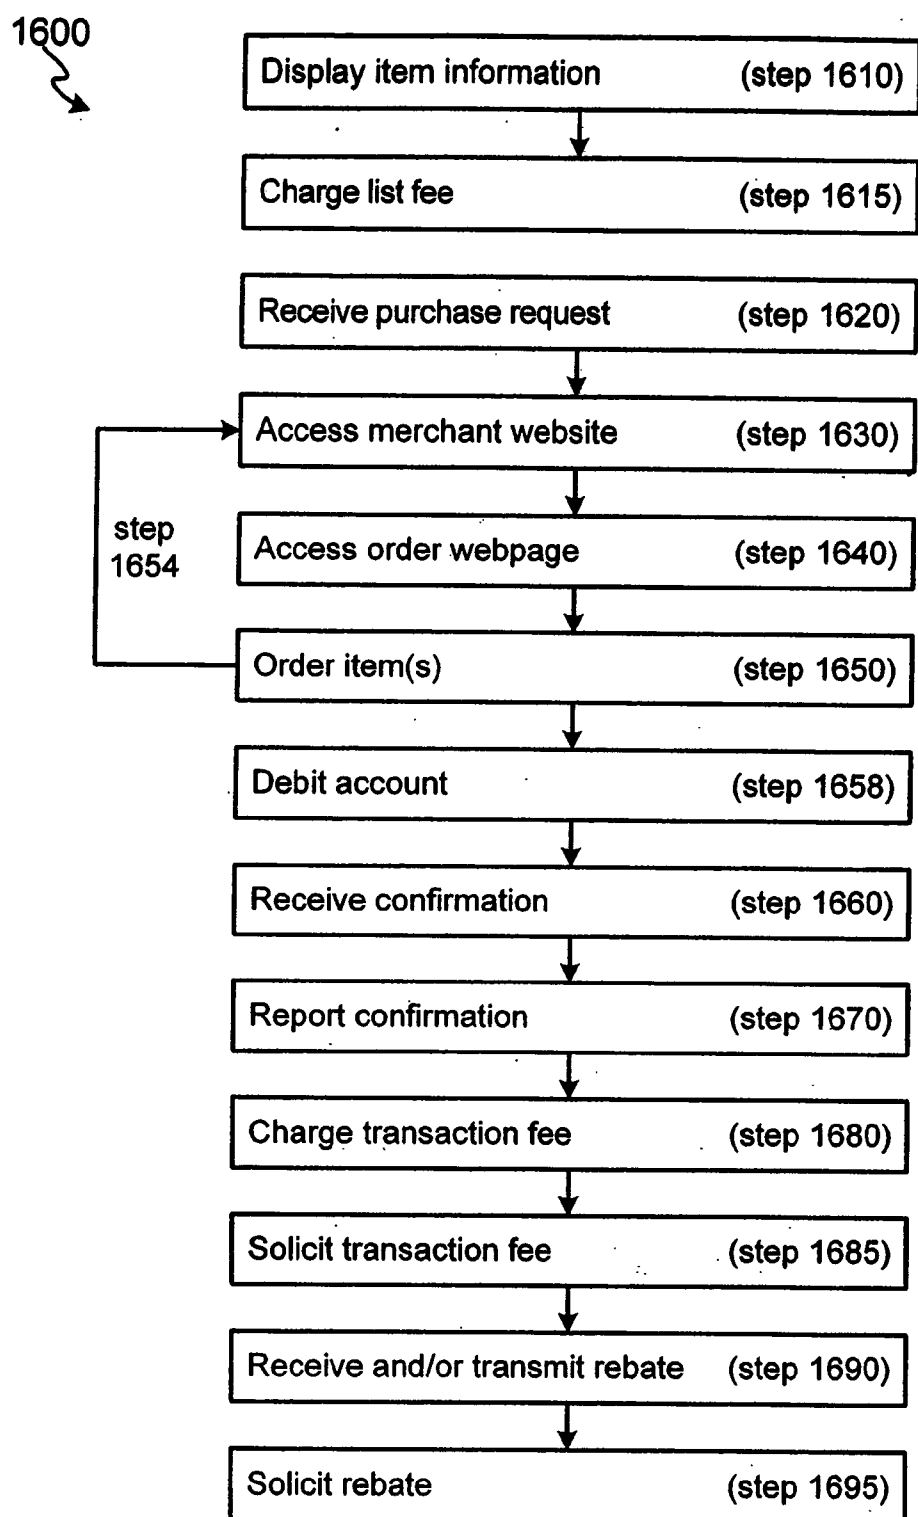 1600
Display item information (step 1610)
Charge list fee (step 1615)
Receive purchase request (step 1620)
Access merchant website (step 1630)
step
1654
Access order webpage (step 1640)
Order item(s) (step 1650)
Debit account (step 1658)
Receive confirmation (step 1660)
Report confirmation (step 1670)
Charge transaction fee (step 1680)
Solicit transaction fee (step 1685)
Receive and/or transmit rebate (step 1690)
Solicit rebate (step 1695)